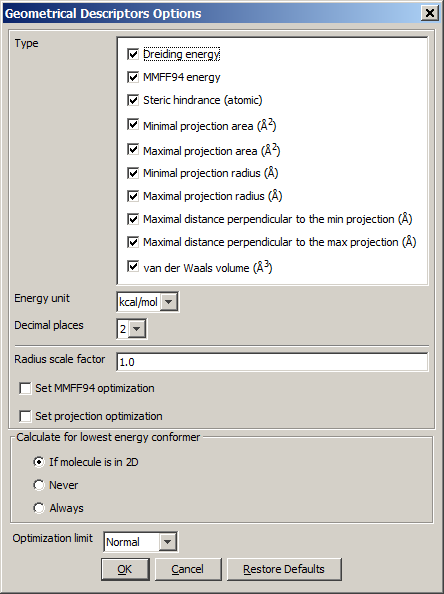 Geometrical Descriptors Options
Type
Dreiding energy
MMFF94 energy
Steric hindrance (atomic)
Minimal projection area (Å²)
Maximal projection area (Å²)
Minimal projection radius (Å)
Maximal projection radius (Å)
Maximal distance perpendicular to the min projection (Å)
Maximal distance perpendicular to the max projection (Å)
van der Waals volume (Å³)
Energy unit kcal/mol
Decimal places 2
Radius scale factor 1.0
Set MMFF94 optimization
Set projection optimization
Calculate for lowest energy conformer
If molecule is in 2D
Never
Always
Optimization limit Normal
OK Cancel Restore Defaults